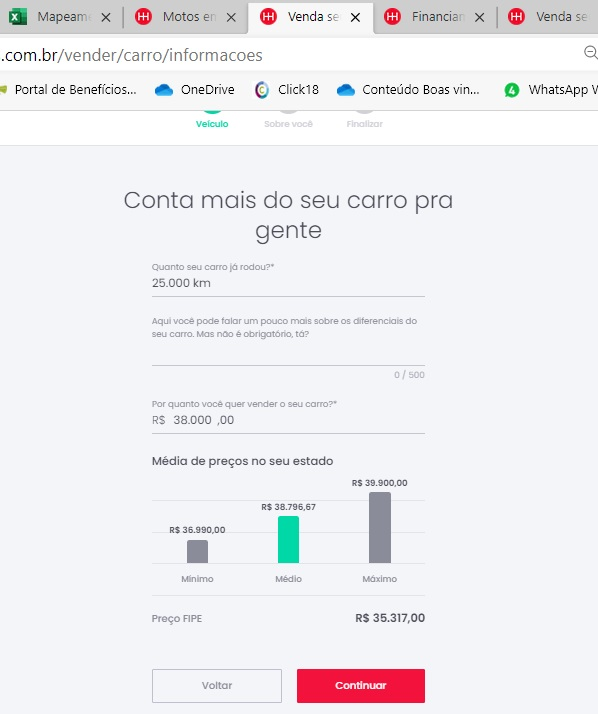 Mapeam
Motos en
Venda se
Financian
Venda se
.com.br/vender/carro/informacoes
Portal de Benefícios...
OneDrive
Click18
Conteúdo Boas vin...
WhatsApp W
Veículo
Sobre você
Finalizar
Conta mais do seu carro pra
gente
Quanto seu carro já rodou?*
25.000 km
Aqui você pode falar um pouco mais sobre os diferenciais do
seu carro. Mas não é obrigatório, tá?
0 / 500
Por quanto você quer vender o seu carro?*
R$ 38.000 ,00
Média de preços no seu estado
R$ 39.900,00
R$ 38.796,67
R$ 36.990,00
Mínimo
Médio
Máximo
Preço FIPE
R$ 35.317,00
Voltar
Continuar